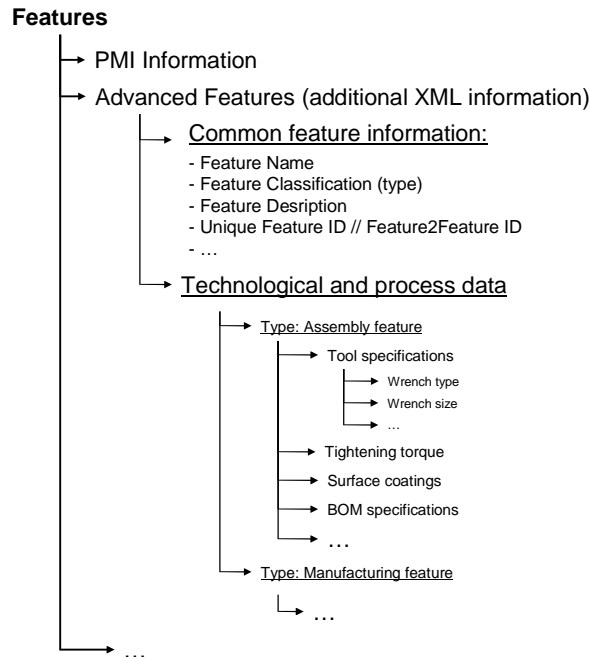 Features
PMI Information
Advanced Features (additional XML information)
Common feature information:
- Feature Name
- Feature Classification (type)
- Feature Desription
- Unique Feature ID // Feature2Feature ID
- …
Technological and process data
Type: Assembly feature
Tool specifications
Wrench type
Wrench size
…
Tightening torque
Surface coatings
BOM specifications
…
Type: Manufacturing feature
…
…